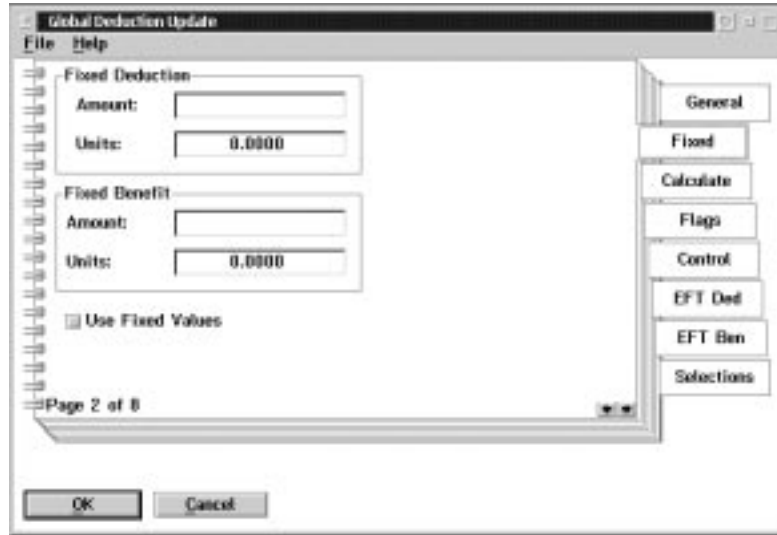 Global Deduction Update
File Help
Fixed Deduction
Amount:
Units: 0.0000
Fixed Benefit
Amount:
Units: 0.0000
Use Fixed Values
Page 2 of 8
General
Fixed
Calculate
Flags
Control
EFT Ded
EFT Ben
Selections
OK Cancel